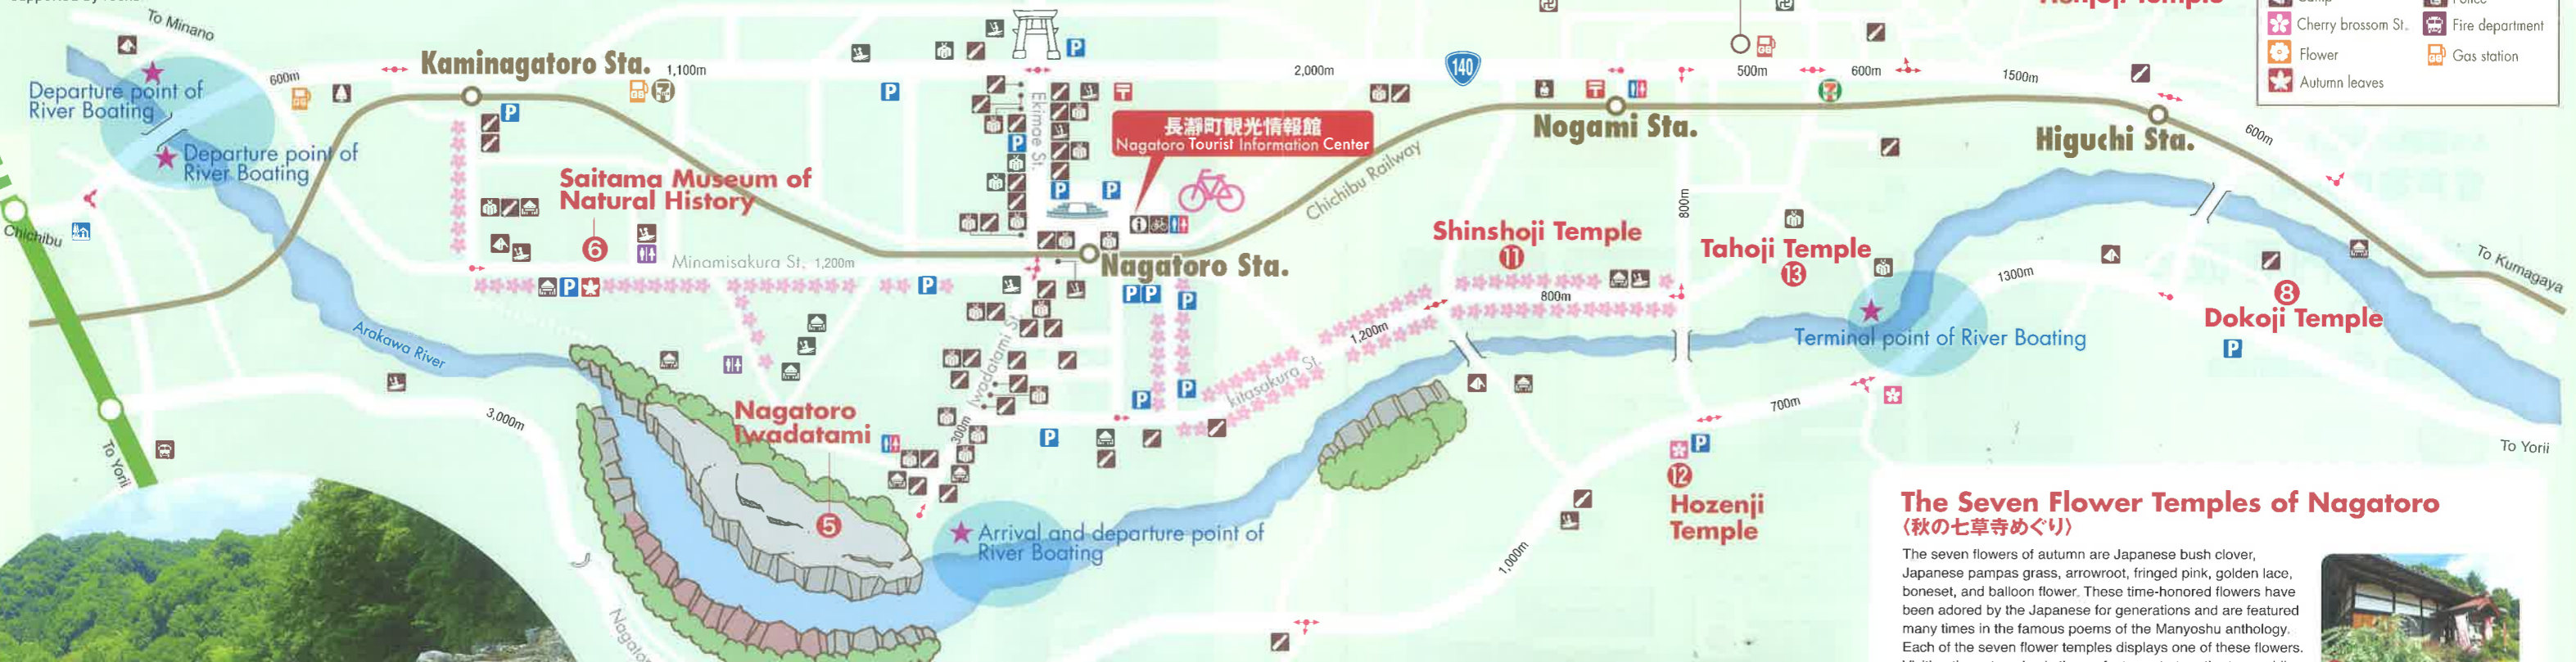 To Minano
Departure point of
River Boating
600m
Kaminagatoro Sta.
1,100m
Departure point of
River Boating
Saitama Museum of
Natural History
6
Chichibu
Minamisakura St. 1,200m
Arakawa River
To Yorii
3,000m
Nagatoro
Iwadatami
5
Ekimae St.
長瀞町観光情報館
Nagatoro Tourist Information Center
Nagatoro Sta.
Iwadatami St.
300m
Arrival and departure point of
River Boating
Chichibu Railway
2,000m
140
Nogami Sta.
500m
600m
1500m
Higuchi Sta.
600m
To Kumagaya
800m
Shinshoji Temple
11
800m
1,200m
kitasakura St.
Tahoji Temple
13
Terminal point of River Boating
1300m
8
Dokoji Temple
To Yorii
700m
12
Hozenji
Temple
1,000m
Cherry brossom St.
Flower
Autumn leaves
Fire department
Gas station
The Seven Flower Temples of Nagatoro
〈秋の七草寺めぐり〉
The seven flowers of autumn are Japanese bush clover,
Japanese pampas grass, arrowroot, fringed pink, golden lace,
boneset, and balloon flower. These time-honored flowers have
been adored by the Japanese for generations and are featured
many times in the famous poems of the Manyoshu anthology.
Each of the seven flower temples displays one of these flowers.